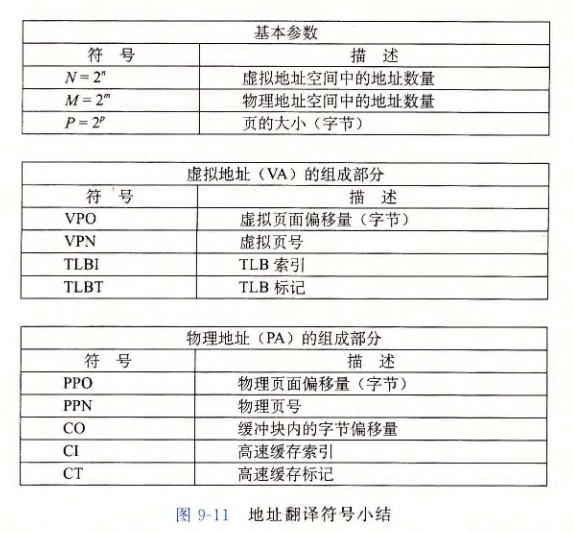 基本参数
符 号 描 述
N = 2ⁿ 虚拟地址空间中的地址数量
M = 2ᵐ 物理地址空间中的地址数量
P = 2ᵖ 页的大小（字节）
虚拟地址（VA）的组成部分
符 号 描 述
VPO 虚拟页面偏移量（字节）
VPN 虚拟页号
TLBI TLB 索引
TLBT TLB 标记
物理地址（PA）的组成部分
符 号 描 述
PPO 物理页面偏移量（字节）
PPN 物理页号
CO 缓冲块内的字节偏移量
CI 高速缓存索引
CT 高速缓存标记
图 9-11 地址翻译符号小结